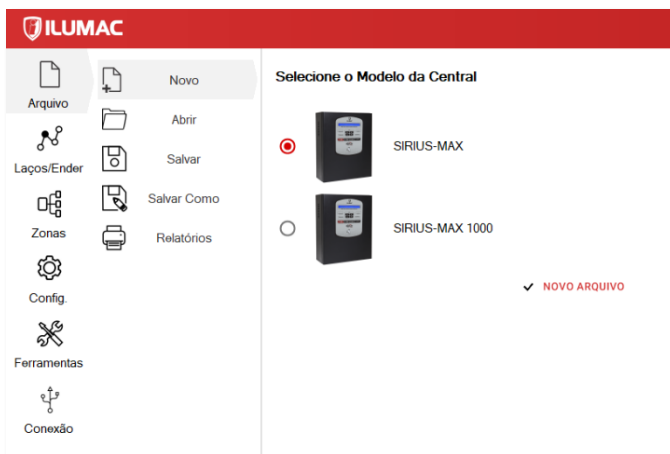 ILUMAC
Arquivo
Laços/Ender
Zonas
Config.
Ferramentas
Conexão
Novo
Abrir
Salvar
Salvar Como
Relatórios
Selecione o Modelo da Central
SIRIUS-MAX
SIRIUS-MAX 1000
NOVO ARQUIVO